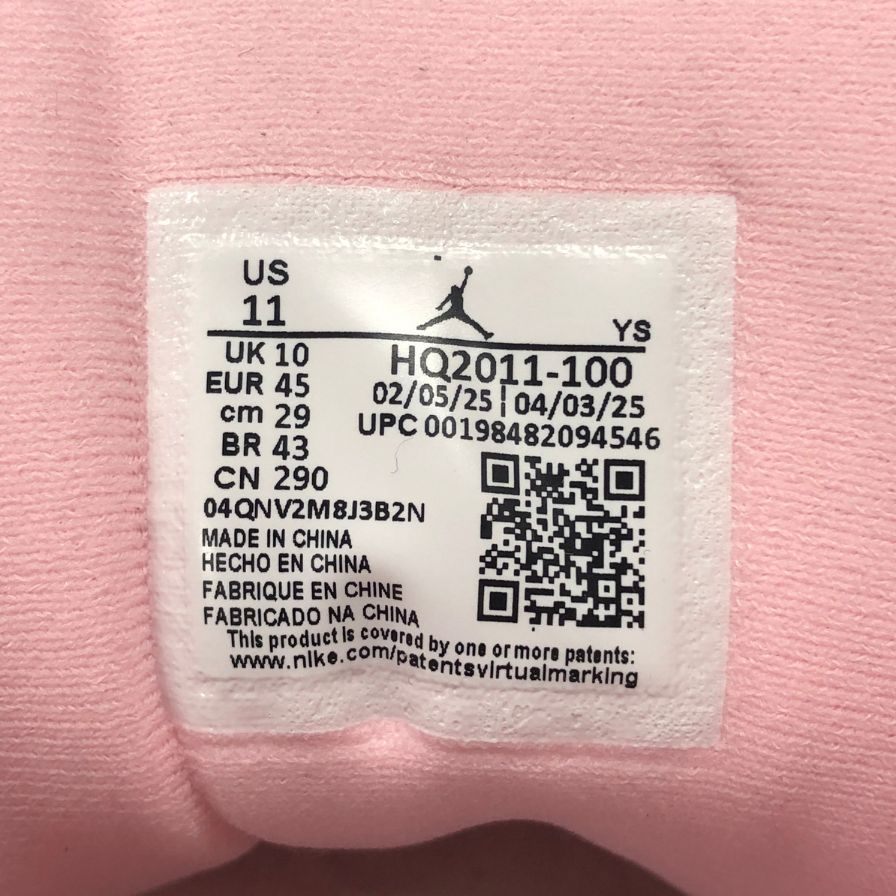 US
11
YS
UK 10
EUR 45
cm 29
BR 43
CN 290
HQ2011-100
02/05/25 | 04/03/25
UPC 00198482094546
04QNV2M8J3B2N
MADE IN CHINA
HECHO EN CHINA
FABRIQUE EN CHINE
FABRICADO NA CHINA
This product is covered by one or more patents:
www.nike.com/patentsvirtualmarking